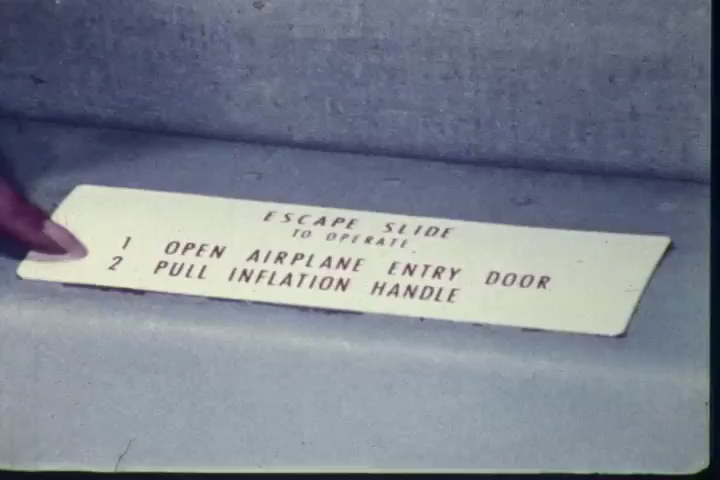 ESCAPE SLIDE
TO OPERATE
1 OPEN AIRPLANE ENTRY DOOR
2 PULL INFLATION HANDLE